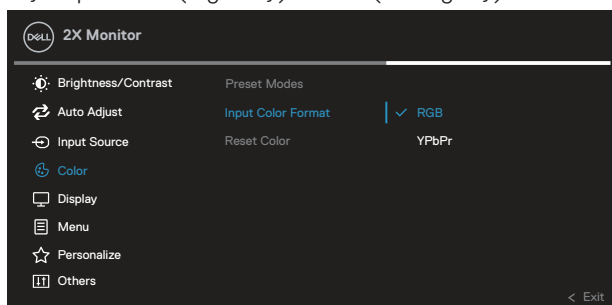 DELL 2X Monitor
Brightness/Contrast Preset Modes
Auto Adjust Input Color Format ✓ RGB
Input Source Reset Color YPbPr
Color
Display
Menu
Personalize
Others
< Exit